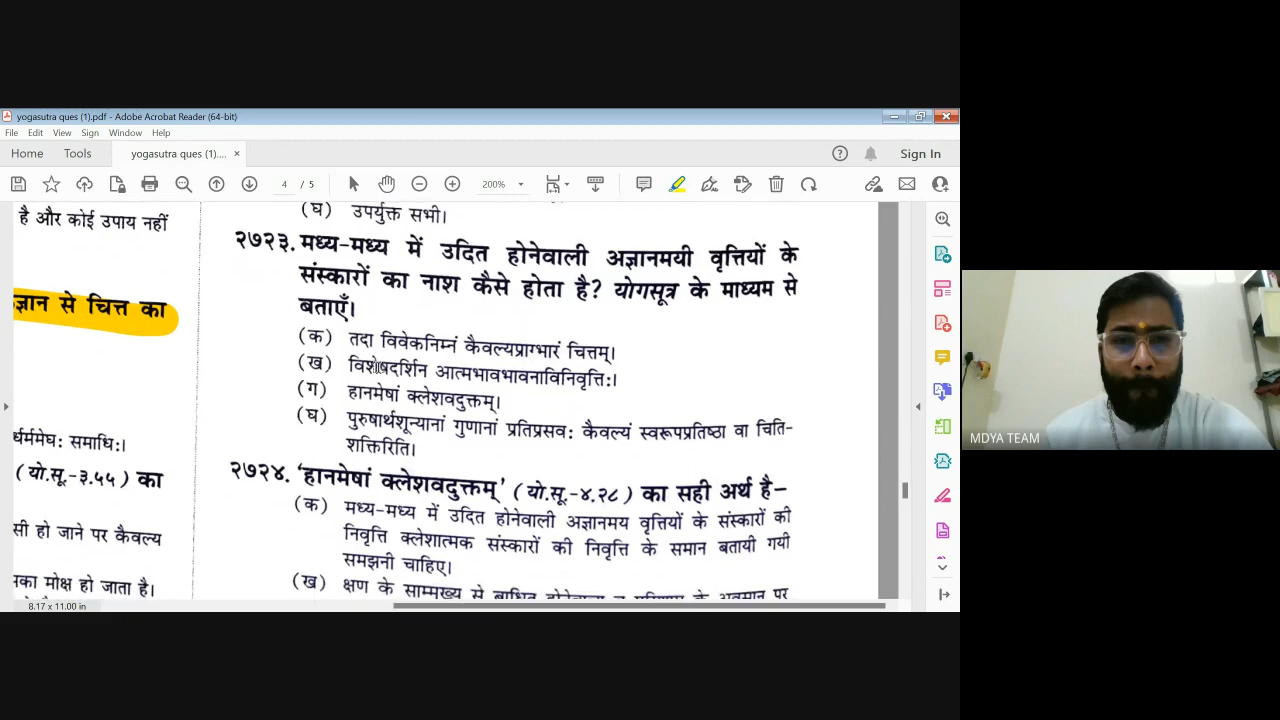 yogasutra ques (1).pdf - Adobe Acrobat Reader (64-bit)
File Edit View Sign Window Help
Home Tools yogasutra ques (1).... × Sign In
4 / 5 200%
है और कोई उपाय नहीं
ज्ञान से चित्त का
र्धर्ममेघः समाधिः।
(यो.सू.-३.५५) का
सी हो जाने पर कैवल्य
का मोक्ष हो जाता है।
(घ) उपर्युक्त सभी।
२७२३. मध्य-मध्य में उदित होनेवाली अज्ञानमयी वृत्तियों के
संस्कारों का नाश कैसे होता है? योगसूत्र के माध्यम से
बताएँ।
(क) तदा विवेकनिम्नं कैवल्यप्राग्भारं चित्तम्।
(ख) विशेषदर्शिन आत्मभावभावनाविनिवृत्तिः।
(ग) हानमेषां क्लेशवदुक्तम्।
(घ) पुरुषार्थशून्यानां गुणानां प्रतिप्रसवः कैवल्यं स्वरूपप्रतिष्ठा वा चिति-
शक्तिरिति।
२७२४. 'हानमेषां क्लेशवदुक्तम्' (यो.सू.-४.२८) का सही अर्थ है-
(क) मध्य-मध्य में उदित होनेवाली अज्ञानमय वृत्तियों के संस्कारों की
निवृत्ति क्लेशात्मक संस्कारों की निवृत्ति के समान बतायी गयी
समझनी चाहिए।
(ख) क्षण के साम्मुख्य से
8.17 x 11.00 in
MDYA TEAM